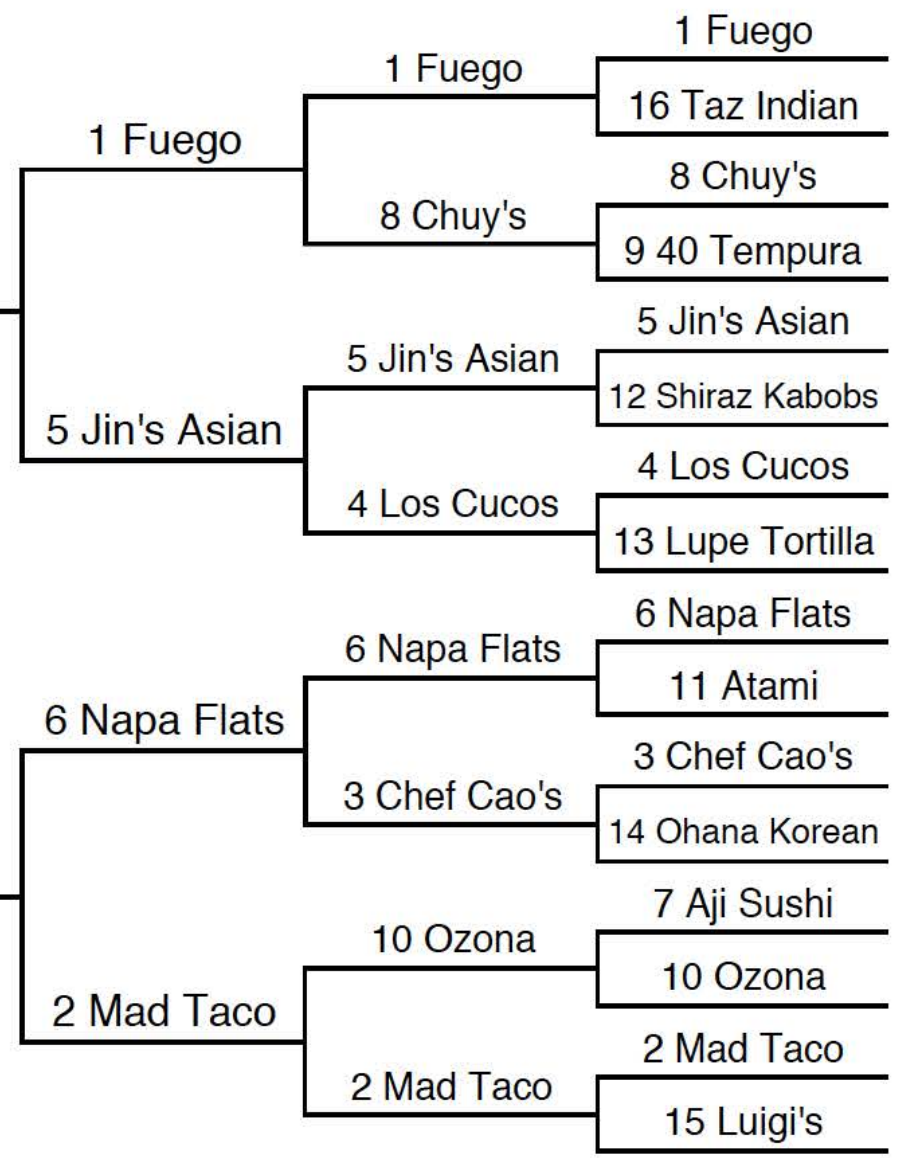 1 Fuego
1 Fuego
16 Taz Indian
1 Fuego
8 Chuy's
8 Chuy's
9 40 Tempura
5 Jin's Asian
5 Jin's Asian
12 Shiraz Kabobs
5 Jin's Asian
4 Los Cucos
4 Los Cucos
13 Lupe Tortilla
6 Napa Flats
6 Napa Flats
11 Atami
6 Napa Flats
3 Chef Cao's
3 Chef Cao's
14 Ohana Korean
7 Aji Sushi
10 Ozona
10 Ozona
2 Mad Taco
2 Mad Taco
2 Mad Taco
15 Luigi's